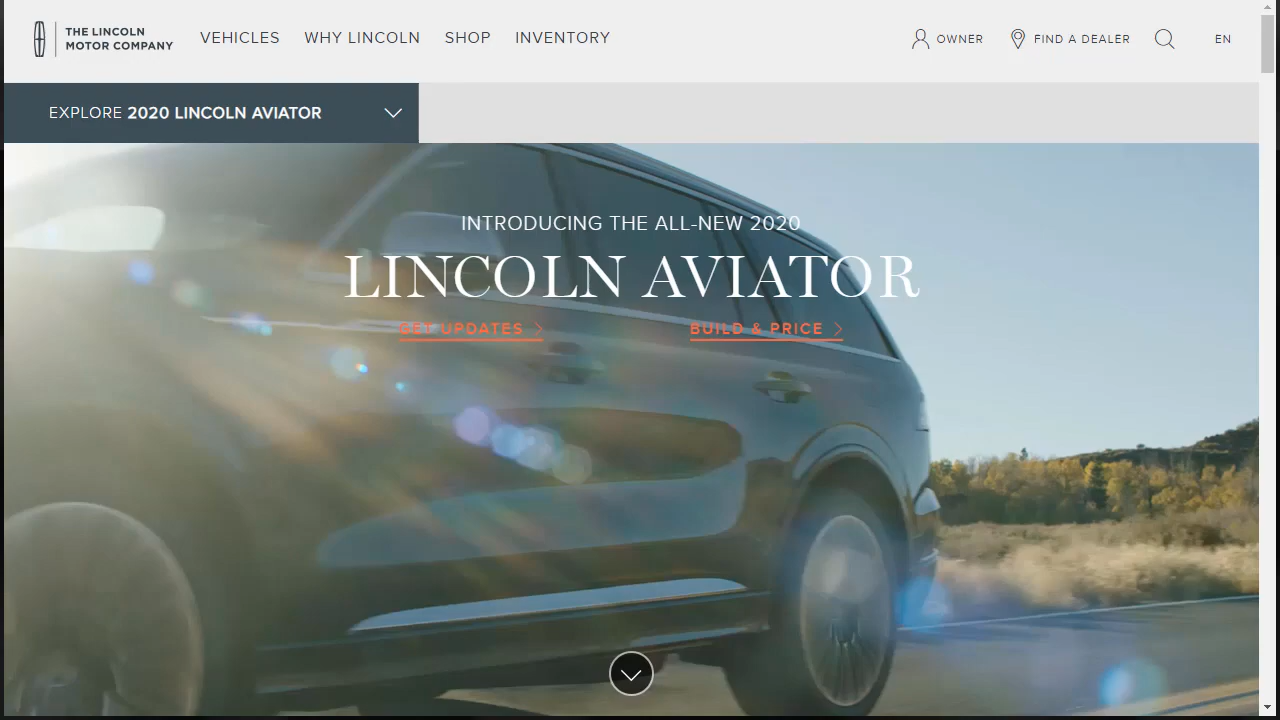 THE LINCOLN
MOTOR COMPANY
VEHICLES
WHY LINCOLN
SHOP
INVENTORY
OWNER
FIND A DEALER
EN
EXPLORE 2020 LINCOLN AVIATOR
INTRODUCING THE ALL-NEW 2020
LINCOLN AVIATOR
GET UPDATES
BUILD & PRICE